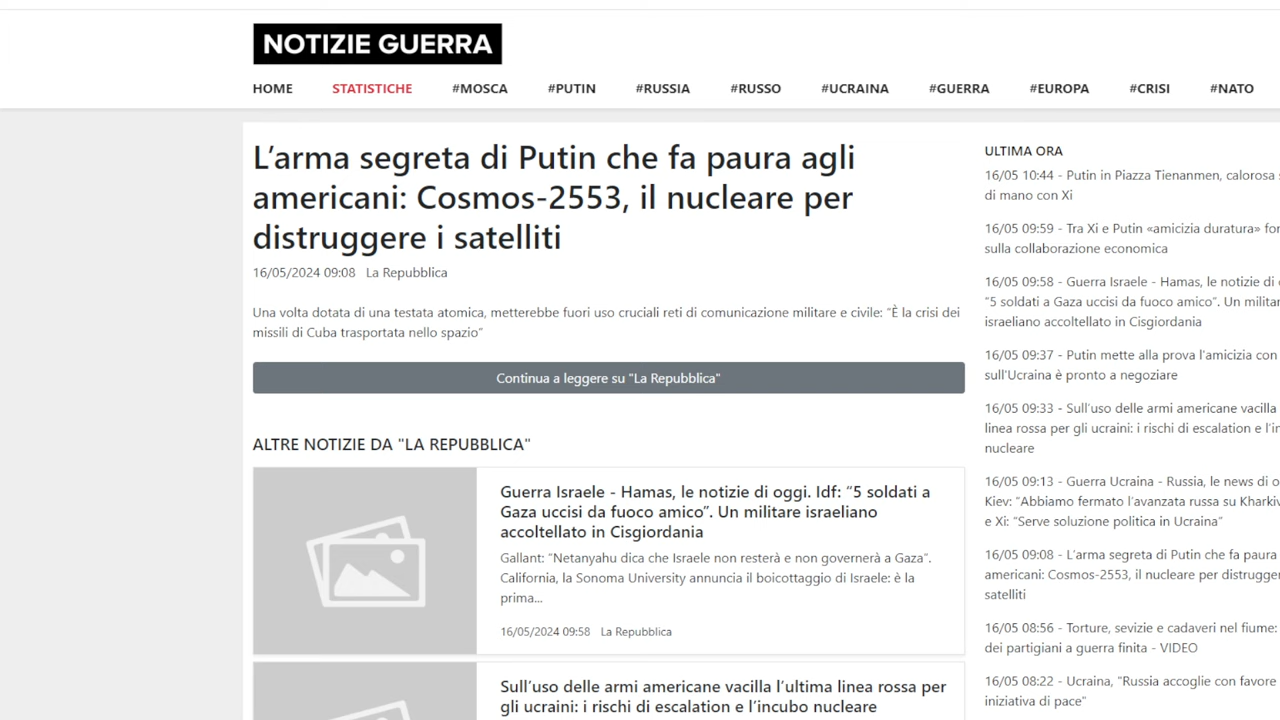 NOTIZIE GUERRA
HOME STATISTICHE #MOSCA #PUTIN #RUSSIA #RUSSO #UCRAINA #GUERRA #EUROPA #CRISI #NATO
L’arma segreta di Putin che fa paura agli
americani: Cosmos-2553, il nucleare per
distruggere i satelliti
16/05/2024 09:08 La Repubblica
Una volta dotata di una testata atomica, metterebbe fuori uso cruciali reti di comunicazione militare e civile: “È la crisi dei
missili di Cuba trasportata nello spazio”
Continua a leggere su "La Repubblica"
ALTRE NOTIZIE DA "LA REPUBBLICA"
Guerra Israele - Hamas, le notizie di oggi. Idf: “5 soldati a
Gaza uccisi da fuoco amico”. Un militare israeliano
accoltellato in Cisgiordania
Gallant: “Netanyahu dica che Israele non resterà e non governerà a Gaza”.
California, la Sonoma University annuncia il boicottaggio di Israele: è la
prima...
16/05/2024 09:58 La Repubblica
Sull’uso delle armi americane vacilla l’ultima linea rossa per
gli ucraini: i rischi di escalation e l’incubo nucleare
ULTIMA ORA
16/05 10:44 - Putin in Piazza Tienanmen, calorosa
di mano con Xi
16/05 09:59 - Tra Xi e Putin «amicizia duratura»
sulla collaborazione economica
16/05 09:58 - Guerra Israele - Hamas, le notizie di
“5 soldati a Gaza uccisi da fuoco amico”. Un
israeliano accoltellato in Cisgiordania
16/05 09:37 - Putin mette alla prova l'amicizia con
sull'Ucraina è pronto a negoziare
16/05 09:33 - Sull’uso delle armi americane vacilla
linea rossa per gli ucraini: i rischi di escalation e
nucleare
16/05 09:13 - Guerra Ucraina - Russia, le news di
Kiev: “Abbiamo fermato l’avanzata russa su
e Xi: “Serve soluzione politica in Ucraina”
16/05 09:08 - L’arma segreta di Putin che fa paura
americani: Cosmos-2553, il nucleare per
satelliti
16/05 08:56 - Torture, sevizie e cadaveri nel fiume:
dei partigiani a guerra finita - VIDEO
16/05 08:22 - Ucraina, "Russia accoglie con favore
iniziativa di pace"